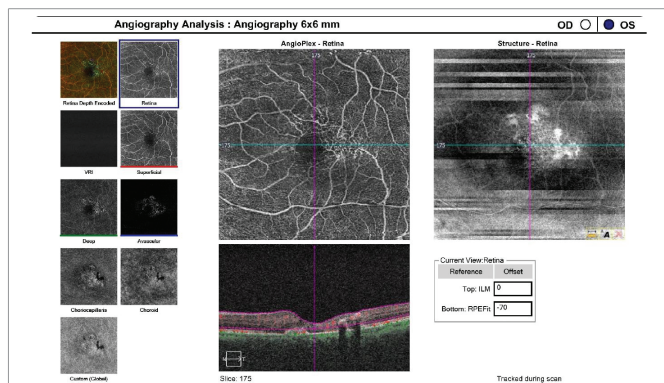 Angiography Analysis : Angiography 6x6 mm
OD OS
Retina Depth Encoded
Retina
VRI
Superficial
Deep
Avascular
Choriocapillaris
Choroid
Custom (Global)
AngioPlex - Retina
175
175
Slice: 175
Structure - Retina
175
175
A
Current View:Retina
Reference Offset
Top: ILM 0
Bottom: RPEFit -70
Tracked during scan